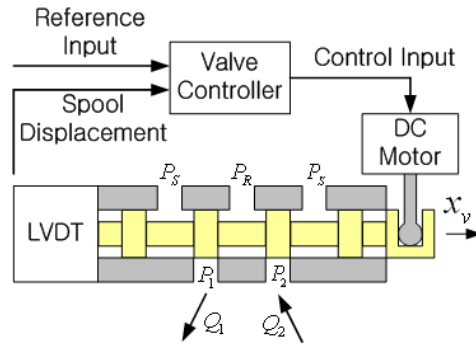 Reference
Input
Valve
Controller
Control Input
Spool
Displacement
DC
Motor
P_S
P_R
P_s
x_v
LVDT
P_1
P_2
Q_1
Q_2